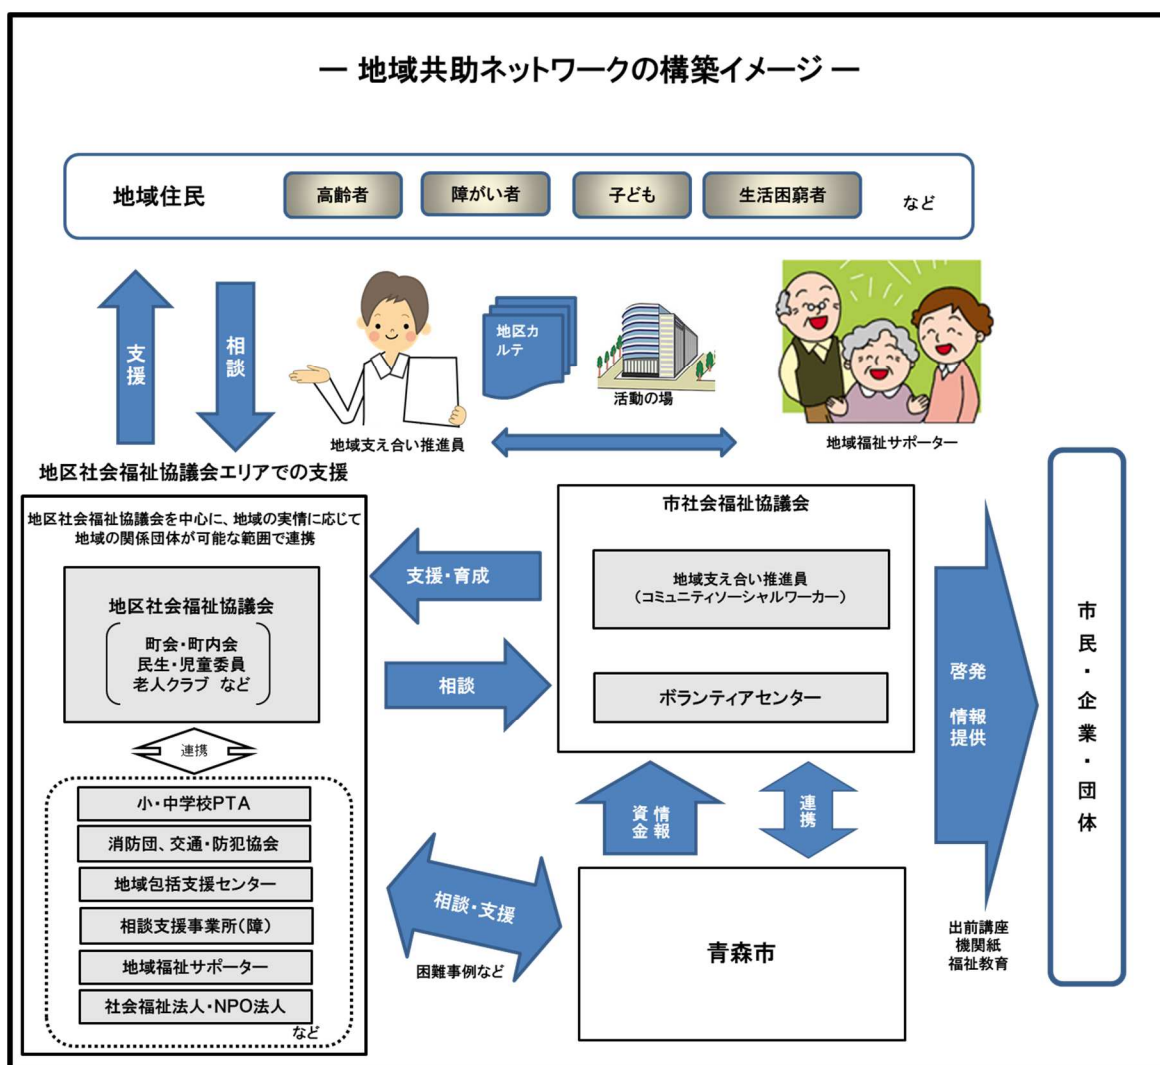 ― 地域共助ネットワークの構築イメージ ―
地域住民
高齢者
障がい者
子ども
生活困窮者
など
支援
相談
地区カ
ルテ
活動の場
地域支え合い推進員
地域福祉サポーター
地区社会福祉協議会エリアでの支援
地区社会福祉協議会を中心に、地域の実情に応じて
地域の関係団体が可能な範囲で連携
地区社会福祉協議会
町会・町内会
民生・児童委員
老人クラブ など
連携
小・中学校PTA
消防団、交通・防犯協会
地域包括支援センター
相談支援事業所(障)
地域福祉サポーター
社会福祉法人・NPO法人
など
支援・育成
相談
市社会福祉協議会
地域支え合い推進員
(コミュニティソーシャルワーカー)
ボランティアセンター
情報
資金
連携
相談・支援
困難事例など
青森市
啓発
情報
提供
出前講座
機関紙
福祉教育
市民・企業・団体